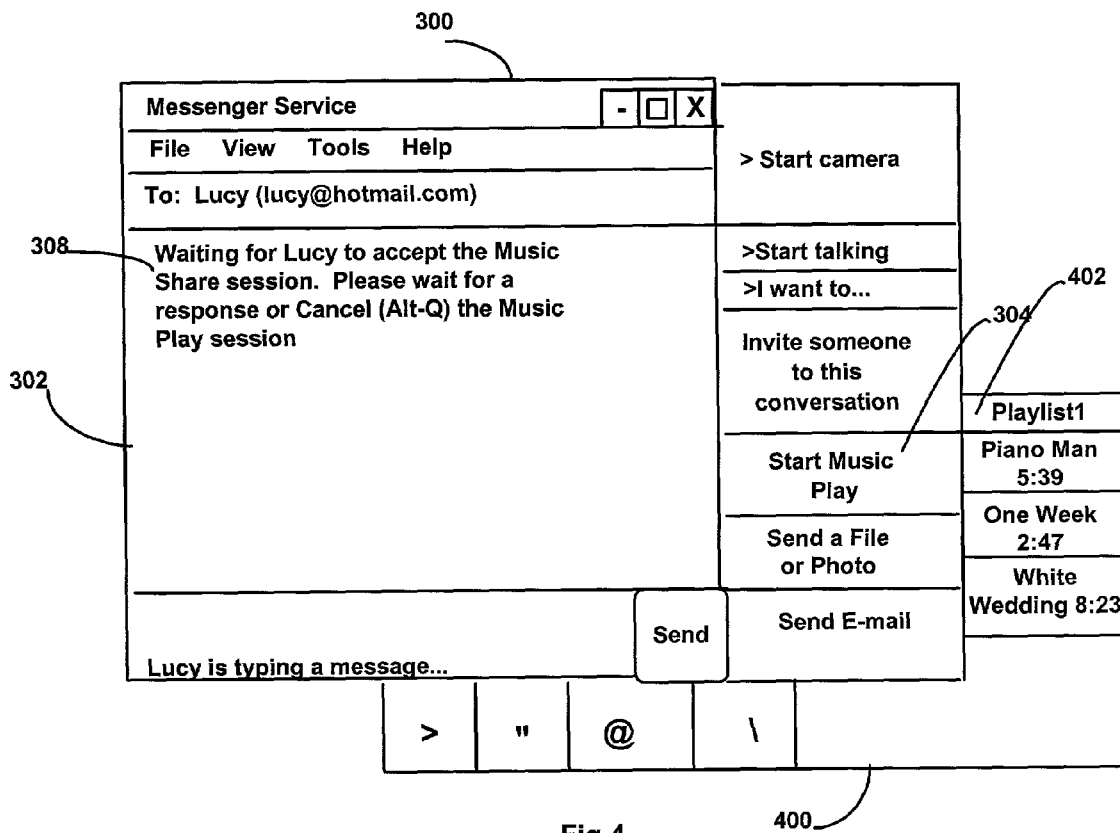 300
Messenger Service
- □ X
File View Tools Help
To: Lucy (lucy@hotmail.com)
308
Waiting for Lucy to accept the Music
Share session. Please wait for a
response or Cancel (Alt-Q) the Music
Play session
302
Lucy is typing a message...
Send
> Start camera
>Start talking
>I want to...
Invite someone
to this
conversation
Start Music
Play
Send a File
or Photo
Send E-mail
304
402
Playlist1
Piano Man
5:39
One Week
2:47
White
Wedding 8:23
> " @ \
400
Fig 4